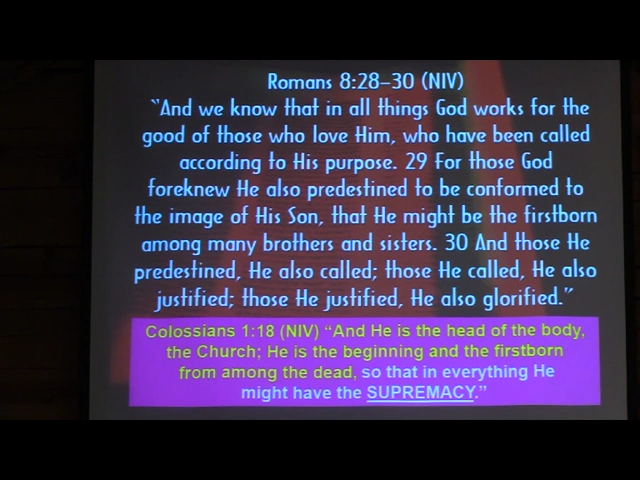 Romans 8:28–30 (NIV)
“And we know that in all things God works for the
good of those who love Him, who have been called
according to His purpose. 29 For those God
foreknew He also predestined to be conformed to
the image of His Son, that He might be the firstborn
among many brothers and sisters. 30 And those He
predestined, He also called; those He called, He also
justified; those He justified, He also glorified.”
Colossians 1:18 (NIV) “And He is the head of the body,
the Church; He is the beginning and the firstborn
from among the dead, so that in everything He
might have the SUPREMACY.”